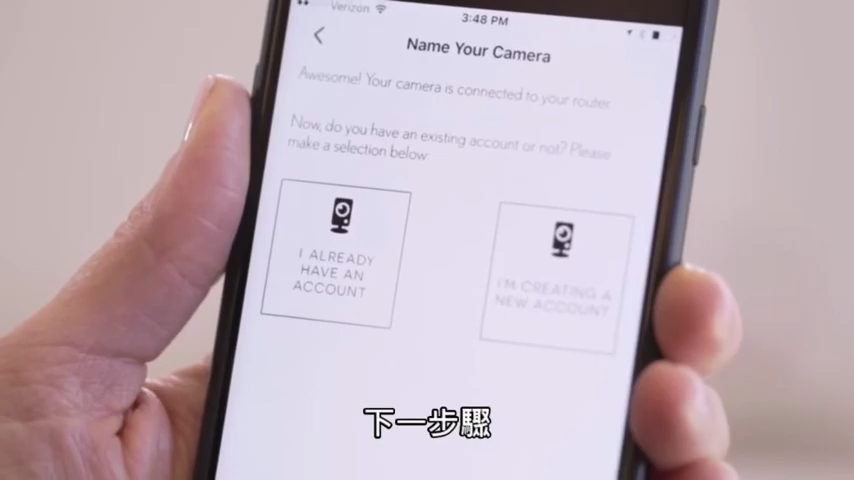 Verizon
3:48 PM
Name Your Camera
Awesome! Your camera is connected to your router.
Now, do you have an existing account or not? Please
make a selection below:
I ALREADY
HAVE AN
ACCOUNT
I'M CREATING A
NEW ACCOUNT
下一步驟